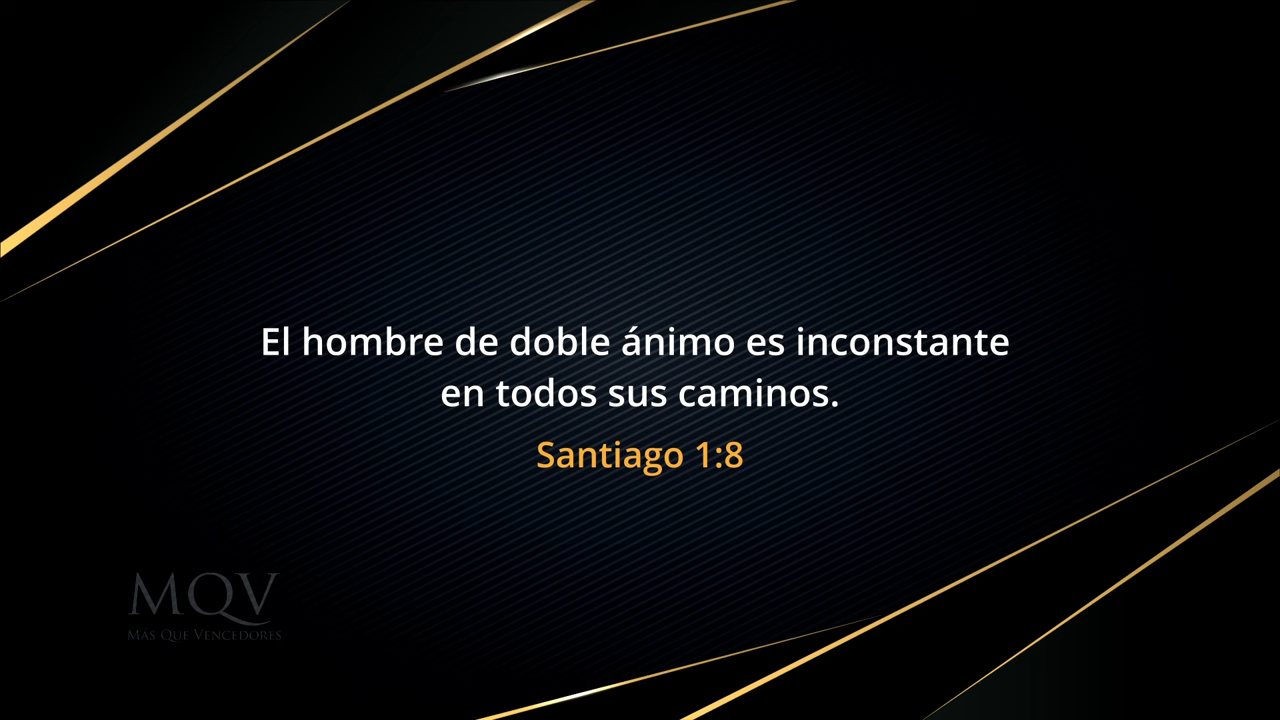 El hombre de doble ánimo es inconstante
en todos sus caminos.
Santiago 1:8
MQV
Más Que Vencedores